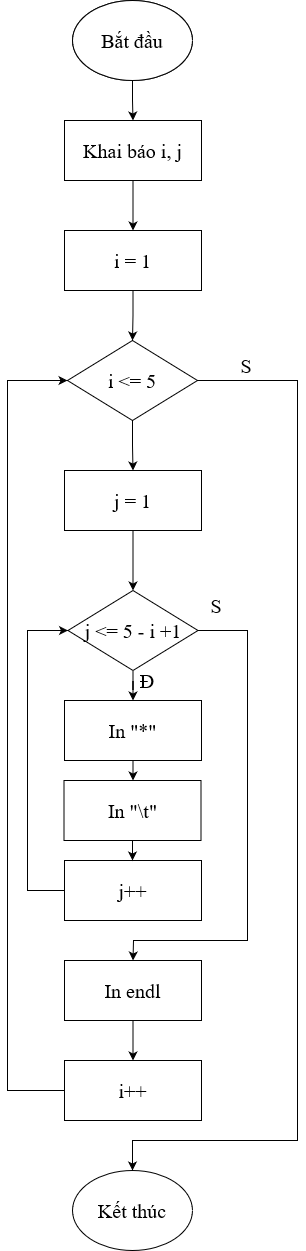 Bắt đầu
Khai báo i, j
i = 1
i <= 5
S
j = 1
j <= 5 - i +1
S
Đ
In "*"
In "\t"
j++
In endl
i++
Kết thúc